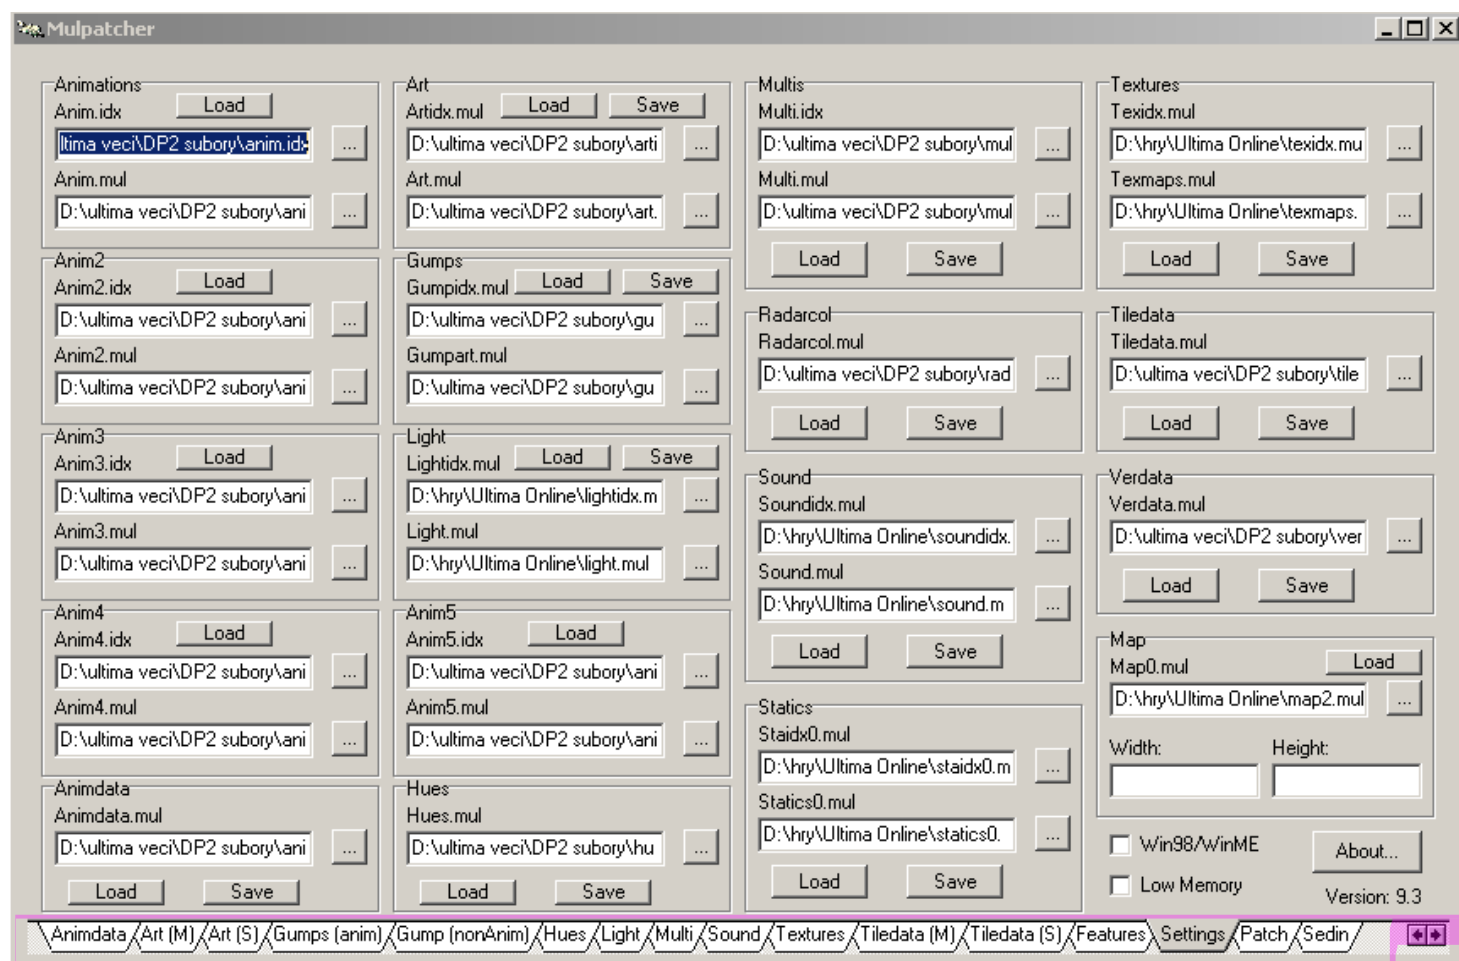 Mulpatcher
Animations
Anim.idx Load
ltima veci\DP2 subory\anim.idx ...
Anim.mul
D:\ultima veci\DP2 subory\ani ...
Anim2
Anim2.idx Load
D:\ultima veci\DP2 subory\ani ...
Anim2.mul
D:\ultima veci\DP2 subory\ani ...
Anim3
Anim3.idx Load
D:\ultima veci\DP2 subory\ani ...
Anim3.mul
D:\ultima veci\DP2 subory\ani ...
Anim4
Anim4.idx Load
D:\ultima veci\DP2 subory\ani ...
Anim4.mul
D:\ultima veci\DP2 subory\ani ...
Animdata
Animdata.mul
D:\ultima veci\DP2 subory\ani ...
Load Save
Art
Artidx.mul Load Save
D:\ultima veci\DP2 subory\arti ...
Art.mul
D:\ultima veci\DP2 subory\art. ...
Gumps
Gumpidx.mul Load Save
D:\ultima veci\DP2 subory\gu ...
Gumpart.mul
D:\ultima veci\DP2 subory\gu ...
Light
Lightidx.mul Load Save
D:\hry\Ultima Online\lightidx.m ...
Light.mul
D:\hry\Ultima Online\light.mul ...
Anim5
Anim5.idx Load
D:\ultima veci\DP2 subory\ani ...
Anim5.mul
D:\ultima veci\DP2 subory\ani ...
Hues
Hues.mul
D:\ultima veci\DP2 subory\hu ...
Load Save
Multis
Multi.idx
D:\ultima veci\DP2 subory\mul ...
Multi.mul
D:\ultima veci\DP2 subory\mul ...
Load Save
Radarcol
Radarcol.mul
D:\ultima veci\DP2 subory\rad ...
Load Save
Sound
Soundidx.mul
D:\hry\Ultima Online\soundidx. ...
Sound.mul
D:\hry\Ultima Online\sound.m ...
Load Save
Statics
Staidx0.mul
D:\hry\Ultima Online\staidx0.m ...
Statics0.mul
D:\hry\Ultima Online\statics0. ...
Load Save
Textures
Texidx.mul
D:\hry\Ultima Online\texidx.mu ...
Texmaps.mul
D:\hry\Ultima Online\texmaps. ...
Load Save
Tiledata
Tiledata.mul
D:\ultima veci\DP2 subory\tile ...
Load Save
Verdata
Verdata.mul
D:\ultima veci\DP2 subory\ver ...
Load Save
Map
Map0.mul Load
D:\hry\Ultima Online\map2.mul ...
Width: Height:
Win98/WinME About...
Low Memory
Version: 9.3
Animdata Art (M) Art (S) Gumps (anim) Gump (nonAnim) Hues Light Multi Sound Textures Tiledata (M) Tiledata (S) Features Settings Patch Sedin